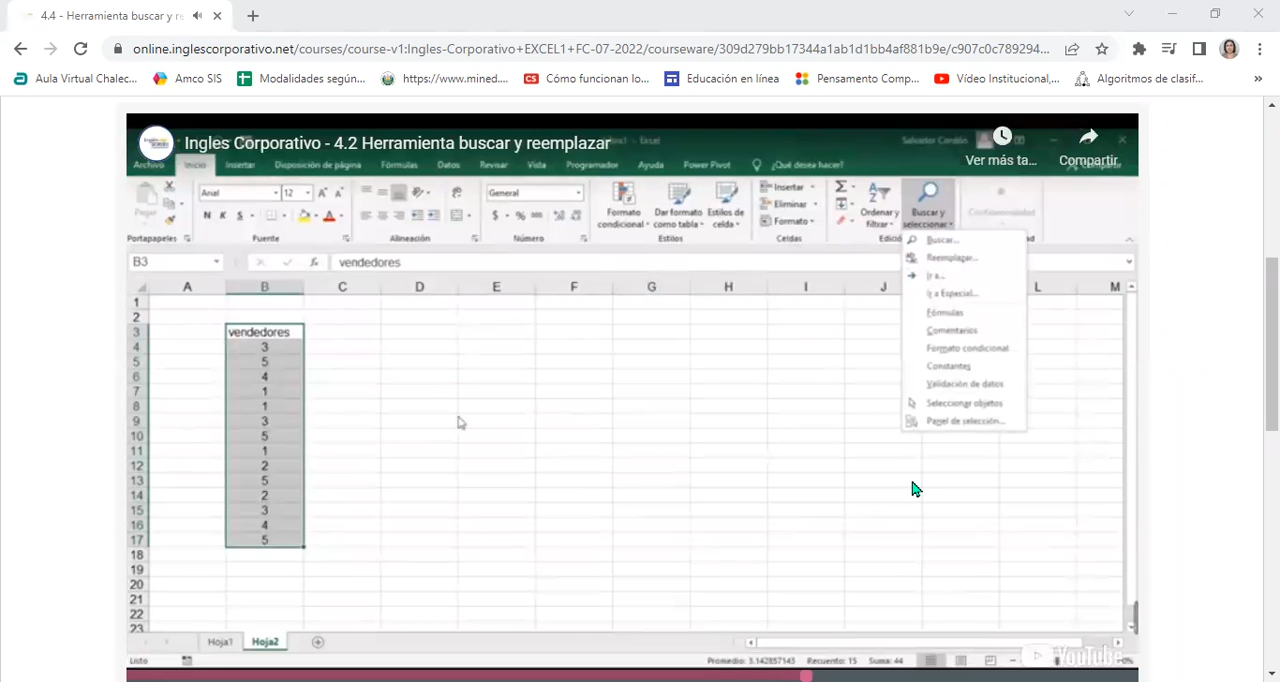 4.4 - Herramienta buscar y re
online.inglescorporativo.net/courses/course-v1:Ingles-Corporativo+EXCEL1+FC-07-2022/courseware/309d279bb17344a1ab1d1bb4af881b9e/c907c0c789294...
Aula Virtual Chalec... Amco SIS Modalidades según... https://www.mined... CS Cómo funcionan lo... Educación en línea Pensamento Comp... Vídeo Institucional,... Algoritmos de clasif... »
Ingles Corporativo - 4.2 Herramienta buscar y reemplazar
Excel Salvador
Ver más ta... Compartir
Archivo Inicio Insertar Disposición de página Fórmulas Datos Revisar Vista Programador Ayuda Power Pivot ¿Qué desea hacer?
Pegar Arial 12 General Formato condicional Dar formato como tabla Estilos de celda Insertar Eliminar Formato Ordenar y filtrar Buscar y seleccionar
N K S $ % 000
Portapapeles Fuente Alineación Número Estilos Celdas
Buscar...
Reemplazar...
Ir a...
Ir a Especial...
Fórmulas
Comentarios
Formato condicional
Constantes
Validación de datos
Seleccionar objetos
Panel de selección...
B3 fx vendedores
A B C D E F G H I J L M
1
2
3 vendedores
4 3
5 5
6 4
7 1
8 1
9 3
10 5
11 1
12 2
13 5
14 2
15 3
16 4
17 5
18
19
20
21
22
23
Hoja1 Hoja2
Listo Promedio: 3.142857143 Recuento: 15 Suma: 44
YouTube